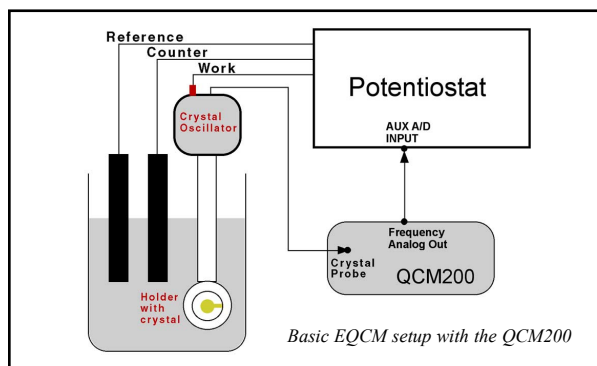 Reference
Counter
Work
Potentiostat
AUX A/D
INPUT
Crystal
Oscillator
Frequency
Analog Out
Crystal
Probe
QCM200
Holder
with
crystal
Basic EQCM setup with the QCM200